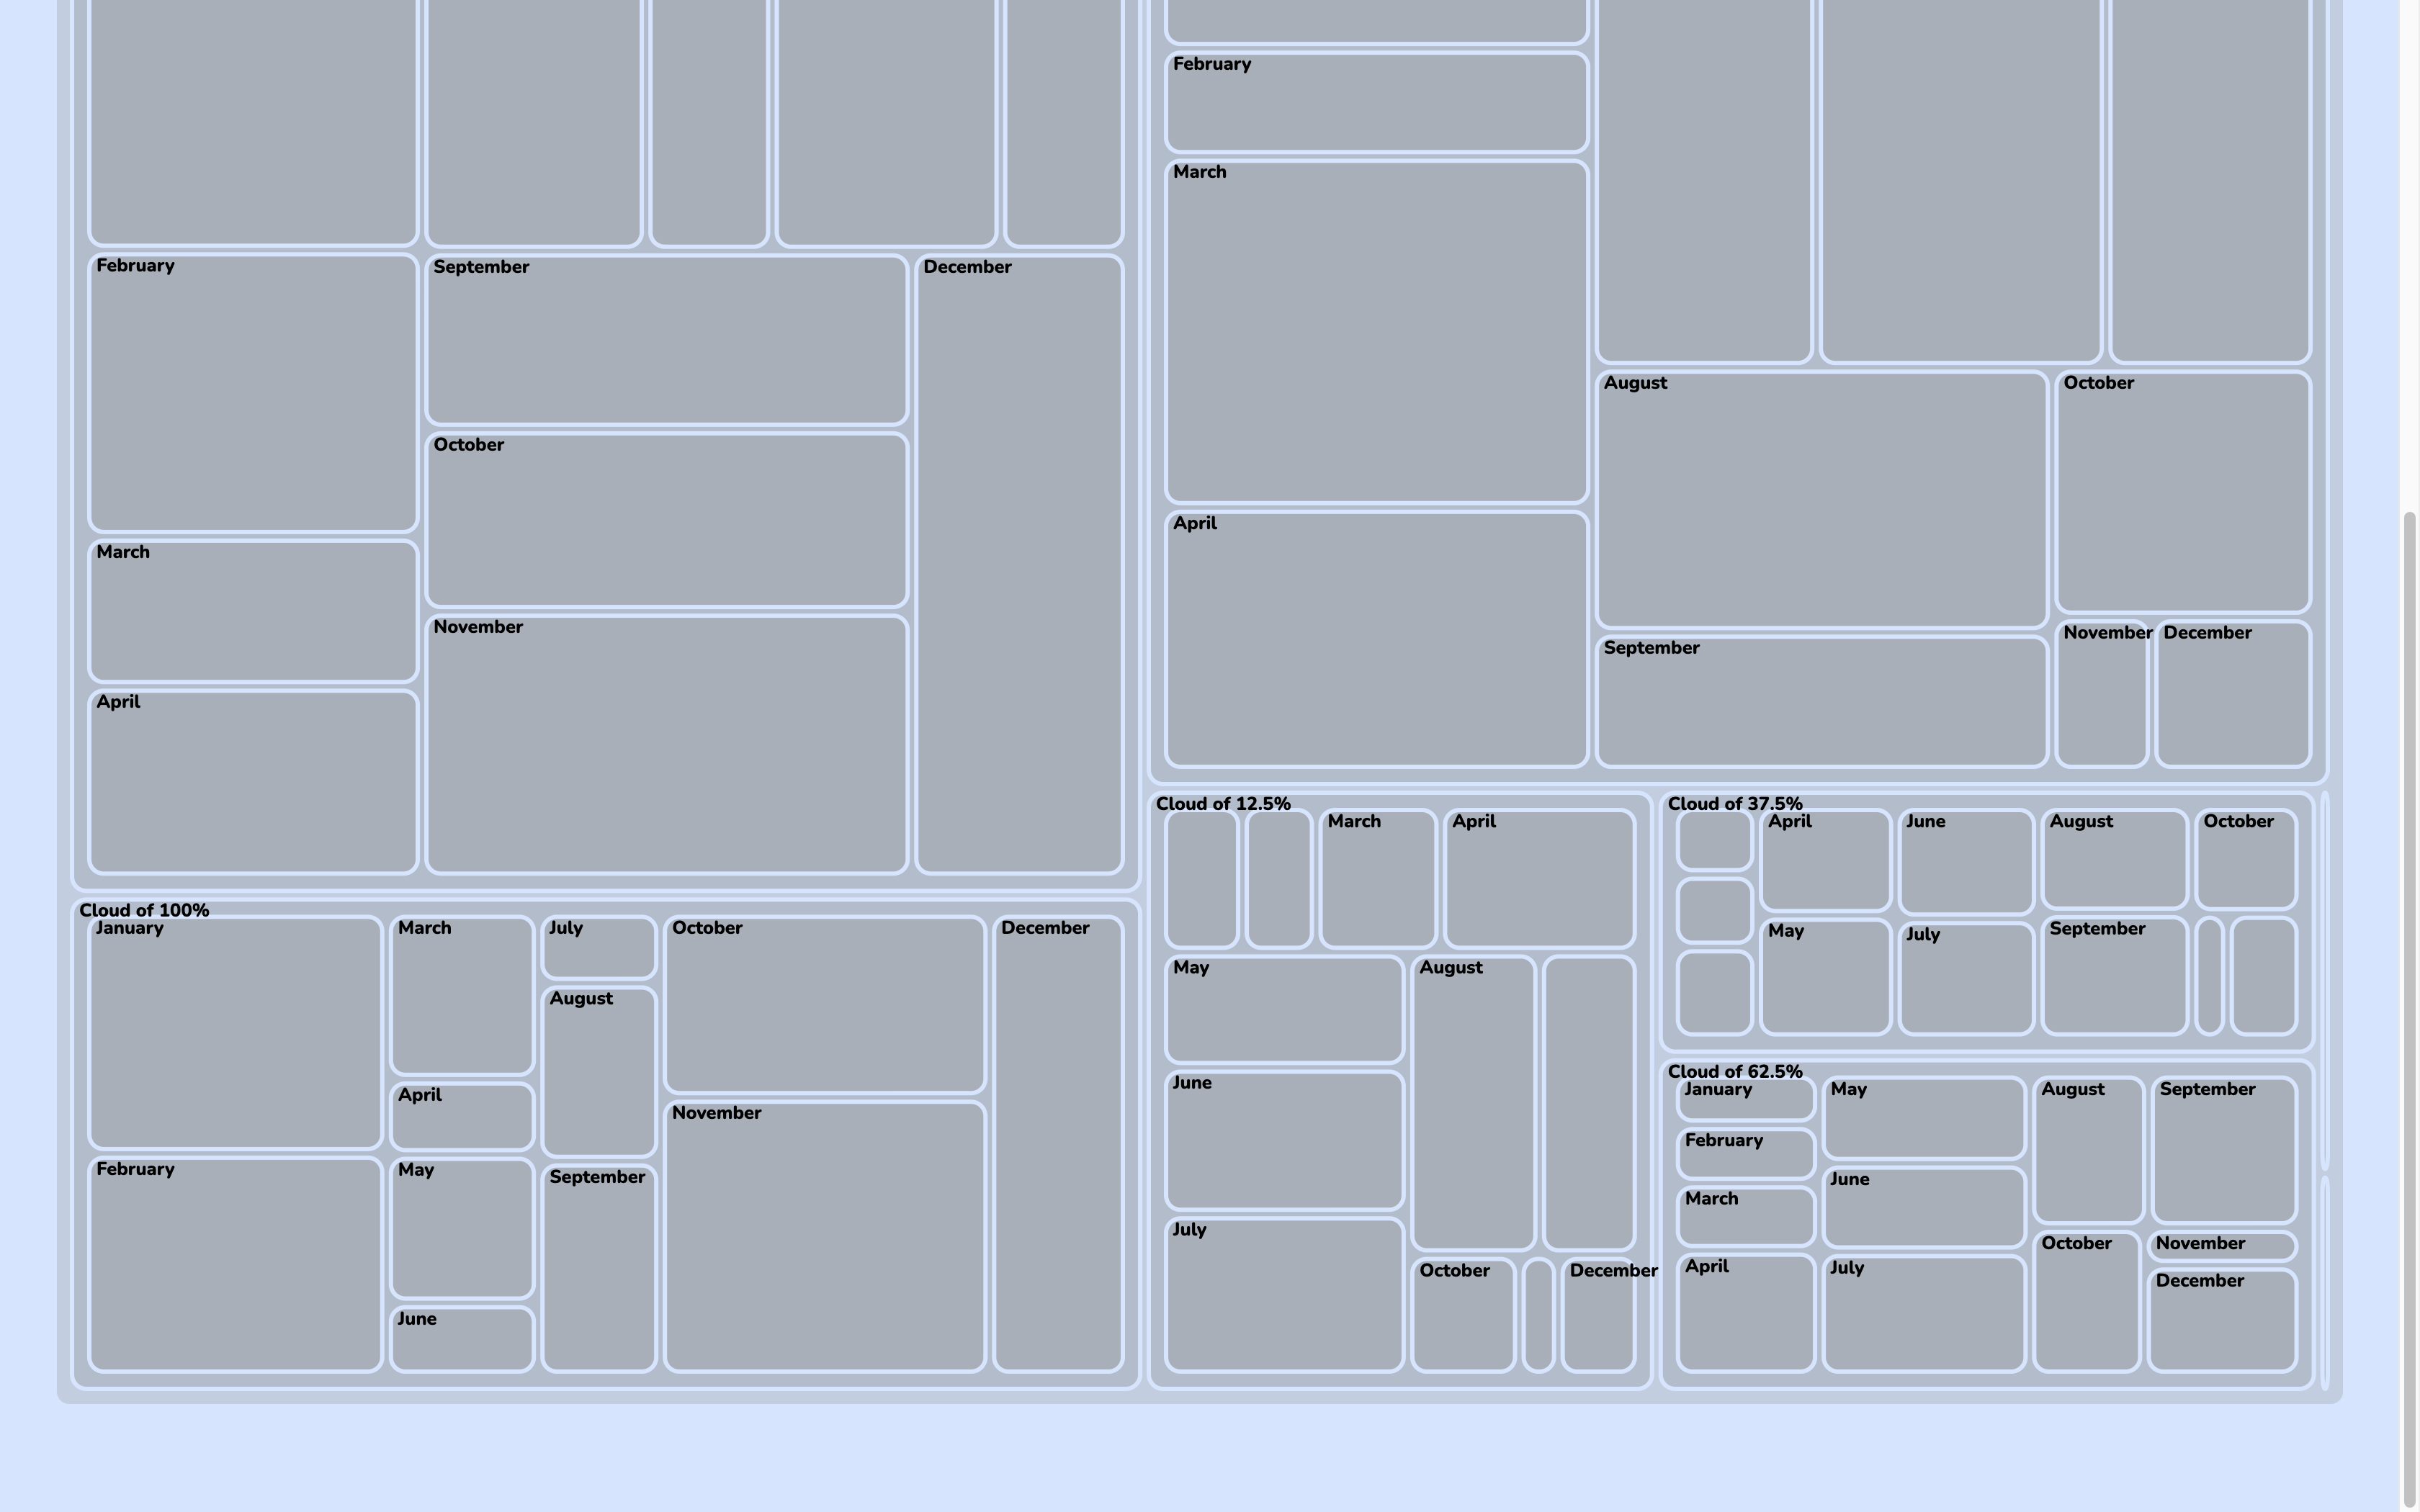 February
March
April
September
October
November
December
February
March
April
August
September
October
November
December
Cloud of 100%
January
February
March
April
May
June
July
August
September
October
November
December
Cloud of 12.5%
March
April
May
June
July
August
October
December
Cloud of 37.5%
April
May
June
July
August
September
October
Cloud of 62.5%
January
February
March
April
May
June
July
August
September
October
November
December